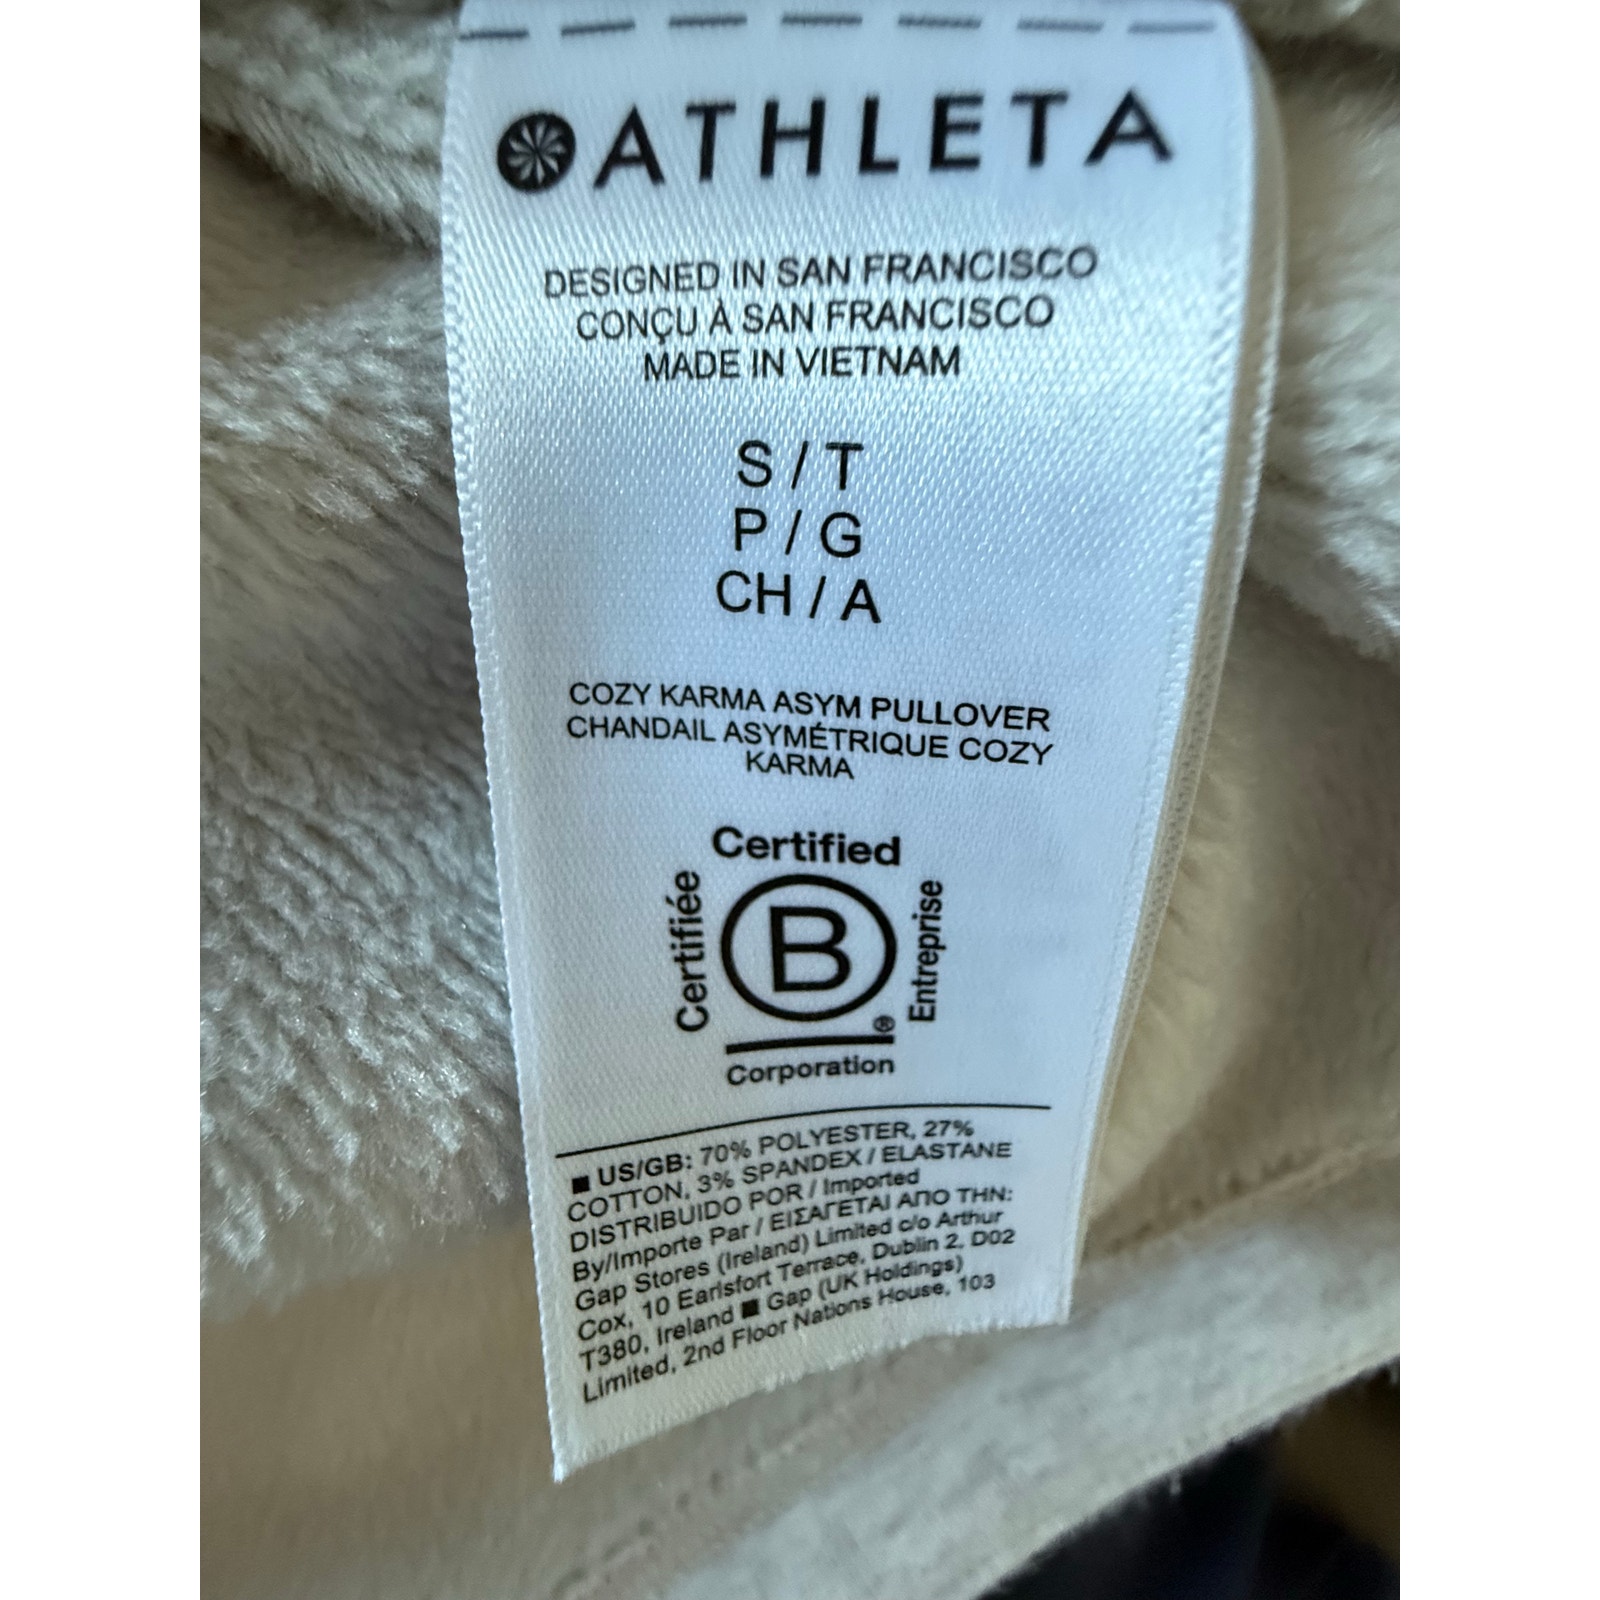 ATHLETA
DESIGNED IN SAN FRANCISCO
CONÇU À SAN FRANCISCO
MADE IN VIETNAM
S / T
P / G
CH / A
COZY KARMA ASYM PULLOVER
CHANDAIL ASYMÉTRIQUE COZY
KARMA
Certified
Certifiée
B
Entreprise
®
Corporation
■ US/GB: 70% POLYESTER, 27%
COTTON, 3% SPANDEX / ELASTANE
DISTRIBUIDO POR / Imported
By/Importe Par / ΕΙΣΑΓΕΤΑΙ ΑΠΟ ΤΗΝ:
Gap Stores (Ireland) Limited c/o Arthur
Cox, 10 Earlsfort Terrace, Dublin 2, D02
T380, Ireland ■ Gap (UK Holdings)
Limited, 2nd Floor Nations House, 103